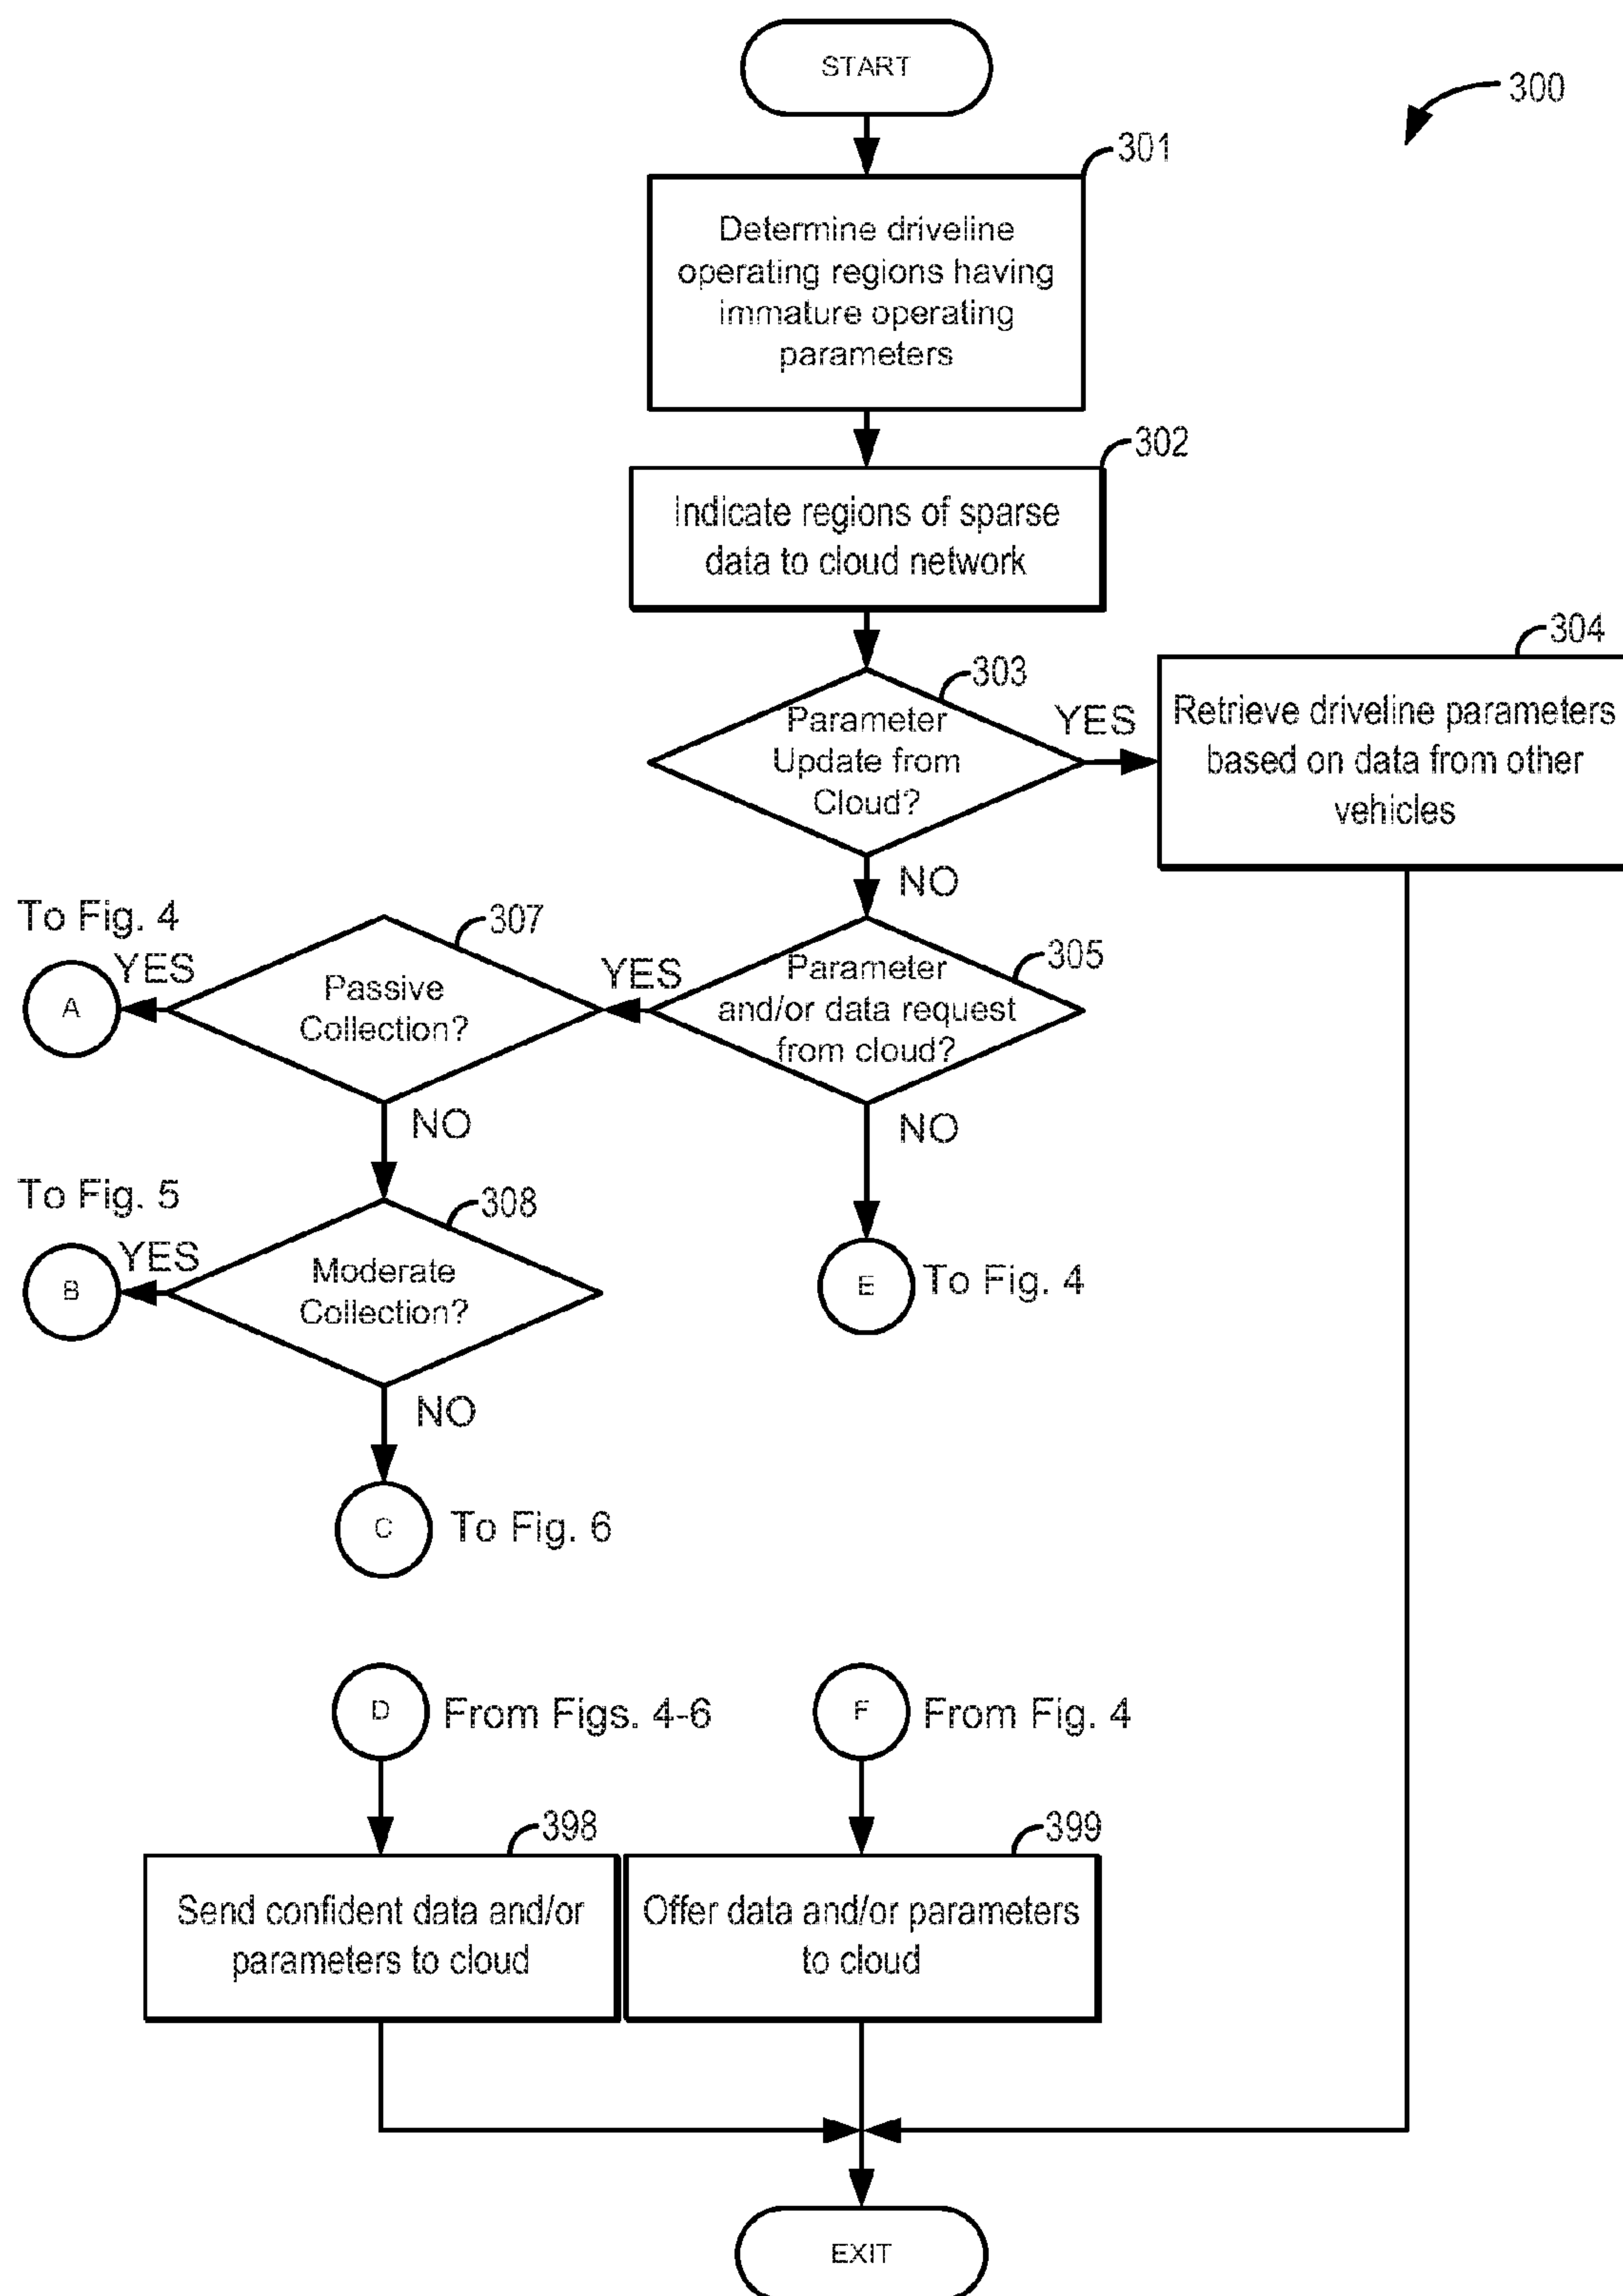 START
300
301
Determine driveline
operating regions having
immature operating
parameters
302
Indicate regions of sparse
data to cloud network
303
Parameter
Update from
Cloud?
YES
304
Retrieve driveline parameters
based on data from other
vehicles
NO
To Fig. 4
A
YES
307
Passive
Collection?
YES
305
Parameter
and/or data request
from cloud?
NO
NO
To Fig. 5
B
YES
308
Moderate
Collection?
E
To Fig. 4
NO
C
To Fig. 6
D
From Figs. 4-6
F
From Fig. 4
398
Send confident data and/or
parameters to cloud
399
Offer data and/or parameters
to cloud
EXIT